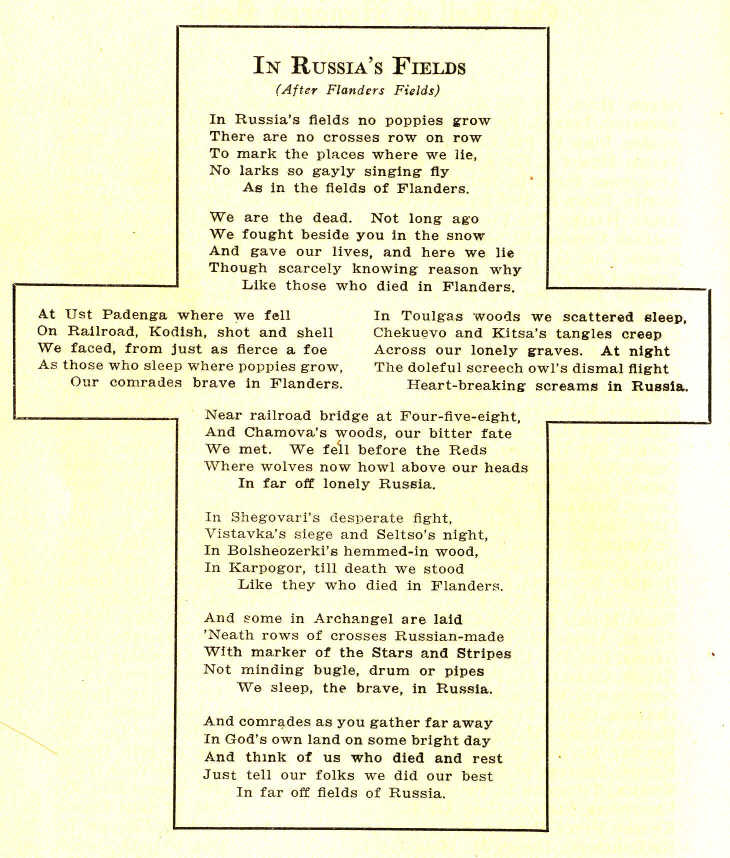 In Russia's Fields
(After Flanders Fields)
In Russia's fields no poppies grow
There are no crosses row on row
To mark the places where we lie,
No larks so gayly singing fly
As in the fields of Flanders.
We are the dead. Not long ago
We fought beside you in the snow
And gave our lives, and here we lie
Though scarcely knowing reason why
Like those who died in Flanders.
At Ust Padenga where we fell
On Railroad, Kodish, shot and shell
We faced, from just as fierce a foe
As those who sleep where poppies grow,
Our comrades brave in Flanders.
In Toulgas woods we scattered sleep,
Chekuevo and Kitsa's tangles creep
Across our lonely graves. At night
The doleful screech owl's dismal flight
Heart-breaking screams in Russia.
Near railroad bridge at Four-five-eight,
And Chamova's woods, our bitter fate
We met. We fell before the Reds
Where wolves now howl above our heads
In far off lonely Russia.
In Shegovari's desperate fight,
Vistavka's siege and Seltso's night,
In Bolsheozerki's hemmed-in wood,
In Karpogor, till death we stood
Like they who died in Flanders.
And some in Archangel are laid
'Neath rows of crosses Russian-made
With marker of the Stars and Stripes
Not minding bugle, drum or pipes
We sleep, the brave, in Russia.
And comrades as you gather far away
In God's own land on some bright day
And think of us who died and rest
Just tell our folks we did our best
In far off fields of Russia.